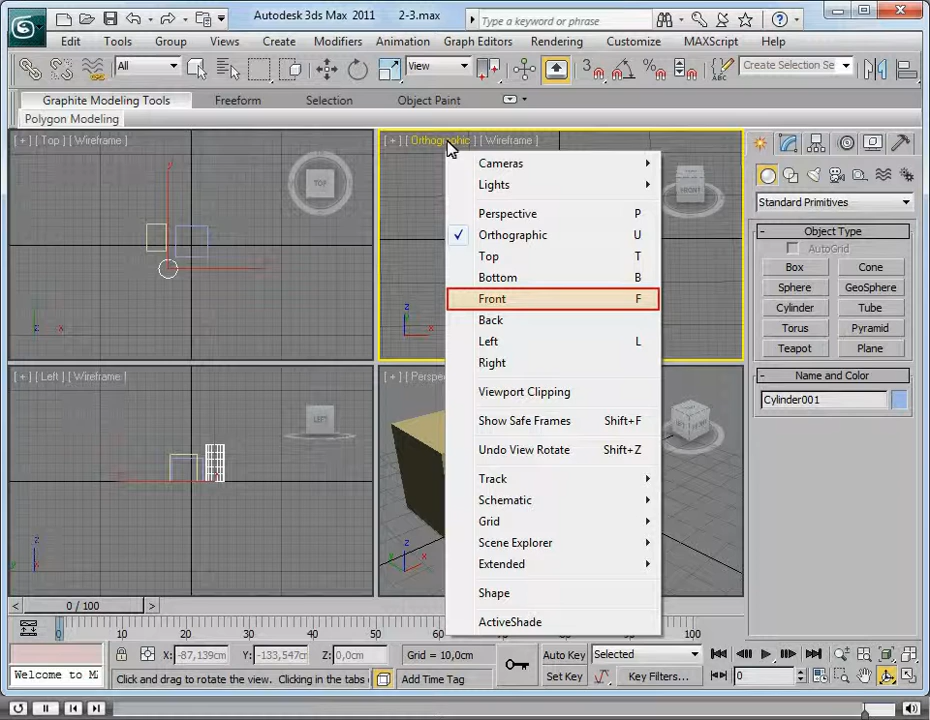 Autodesk 3ds Max 2011 2-3.max
Type a keyword or phrase
Edit Tools Group Views Create Modifiers Animation Graph Editors Rendering Customize MAXScript Help
All View 3 Create Selection Se
Graphite Modeling Tools Freeform Selection Object Paint
Polygon Modeling
[ + ] [ Top ] [ Wireframe ]
[ + ] [ Orthographic ] [ Wireframe ]
TOP
FRONT
y
z
x
z
x
Cameras
Lights
Perspective P
Orthographic U
Top T
Bottom B
Front F
Back
Left L
Right
Viewport Clipping
Show Safe Frames Shift+F
Undo View Rotate Shift+Z
Track
Schematic
Grid
Scene Explorer
Extended
Shape
ActiveShade
Standard Primitives
- Object Type
AutoGrid
Box Cone
Sphere GeoSphere
Cylinder Tube
Torus Pyramid
Teapot Plane
- Name and Color
Cylinder001
[ + ] [ Left ] [ Wireframe ]
[ + ] [ Perspe
LEFT
z
y
z
x
< 0 / 100 >
0 10 20 30 40 50 60 100
X: -87,139cm Y: -133,547cm Z: 0,0cm Grid = 10,0cm Auto Key Selected
Welcome to MA Click and drag to rotate the view. Clicking in the tabs Add Time Tag Set Key Key Filters... 0